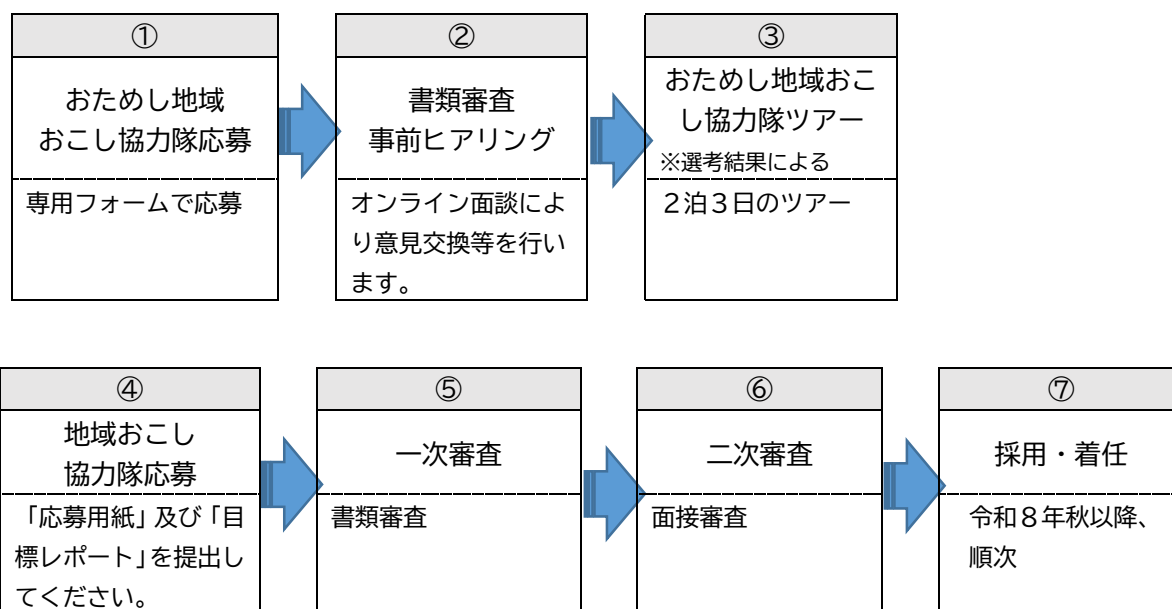 ①
おためし地域
おこし協力隊応募
専用フォームで応募
②
書類審査
事前ヒアリング
オンライン面談によ
り意見交換等を行い
ます。
③
おためし地域おこ
し協力隊ツアー
※選考結果による
２泊３日のツアー
④
地域おこし
協力隊応募
「応募用紙」及び「目
標レポート」を提出し
てください。
⑤
一次審査
書類審査
⑥
二次審査
面接審査
⑦
採用・着任
令和８年秋以降、
順次